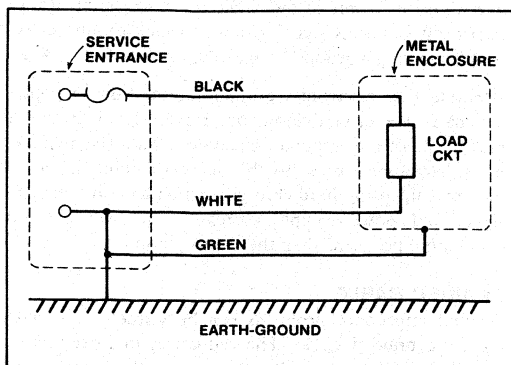 SERVICE
ENTRANCE
METAL
ENCLOSURE
BLACK
LOAD
CKT
WHITE
GREEN
EARTH-GROUND